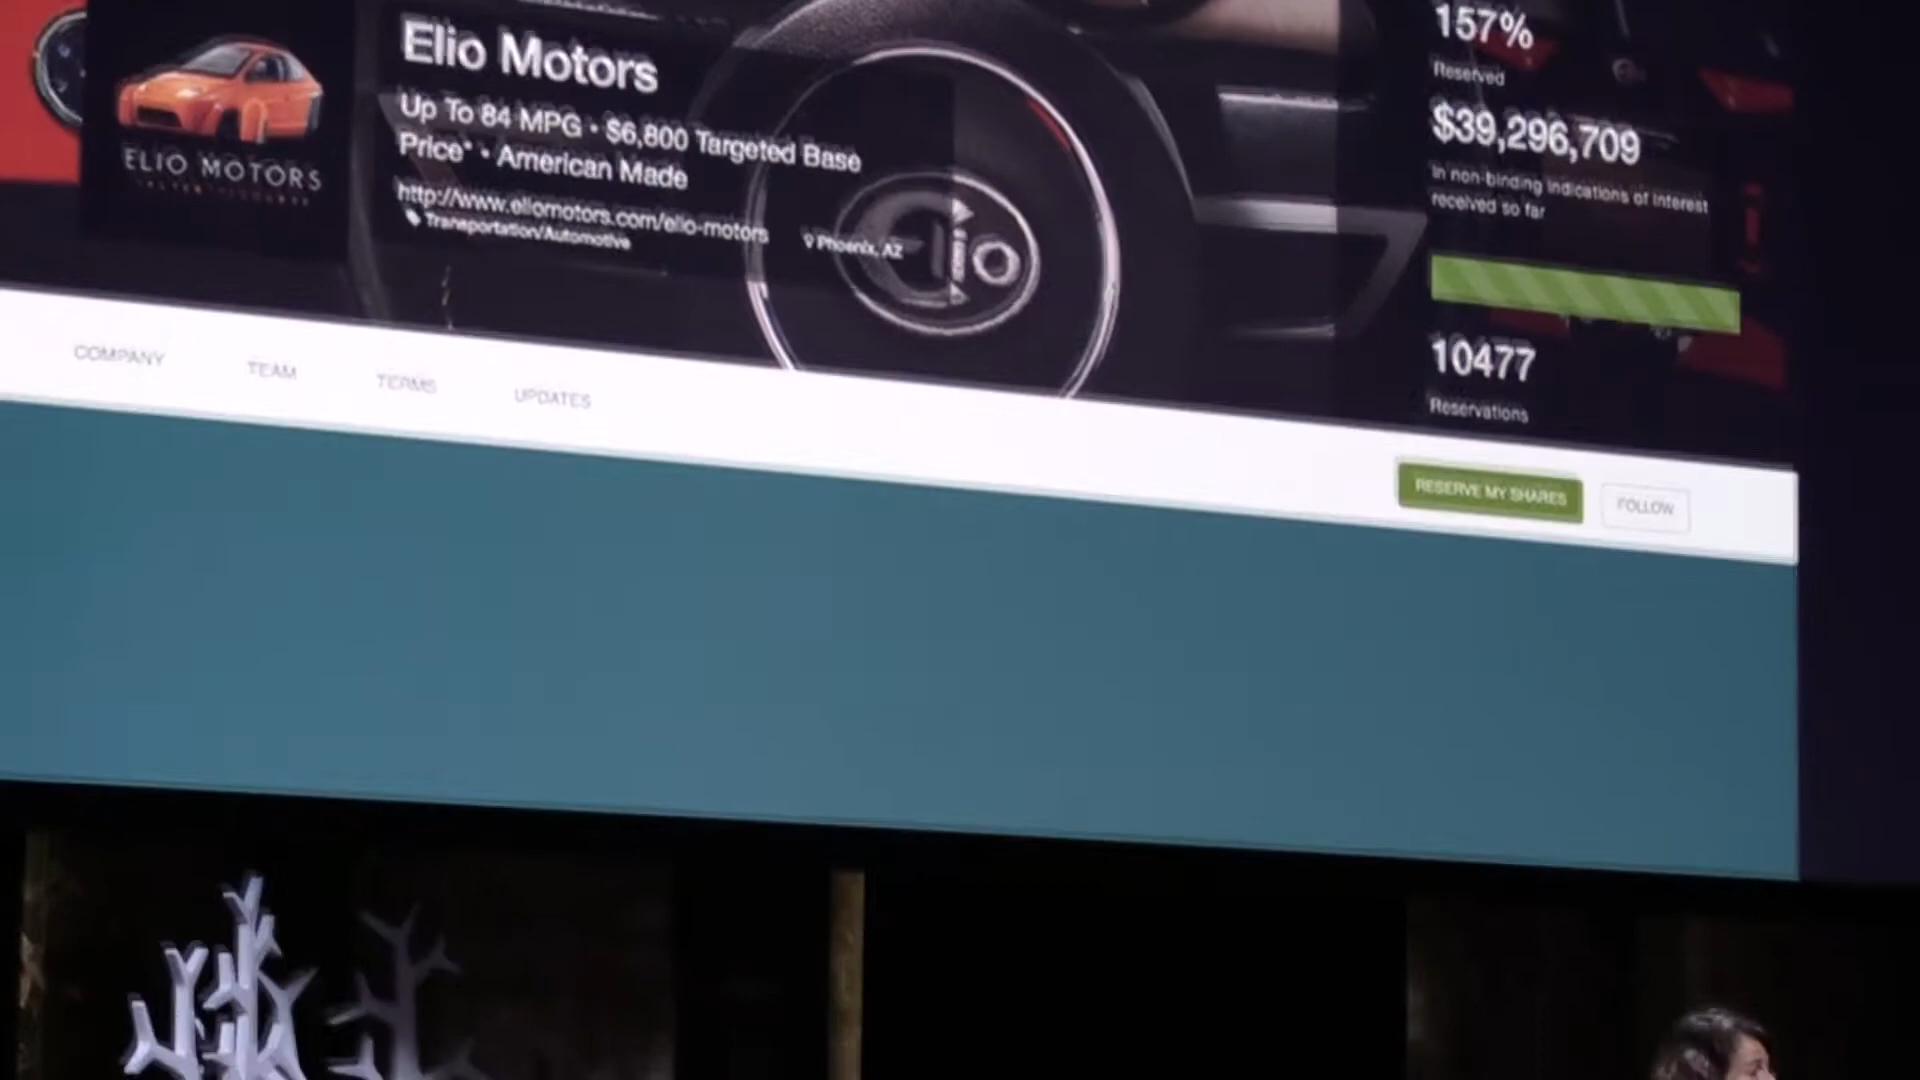 Elio Motors
Up To 84 MPG • $6,800 Targeted Base
Price* • American Made
http://www.eliomotors.com/elio-motors
Transportation/Automotive
Phoenix, AZ
ELIO MOTORS
elio
157%
Reserved
$39,296,709
In non-binding indications of interest
received so far
10477
Reservations
COMPANY
TEAM
TERMS
UPDATES
RESERVE MY SHARES
FOLLOW